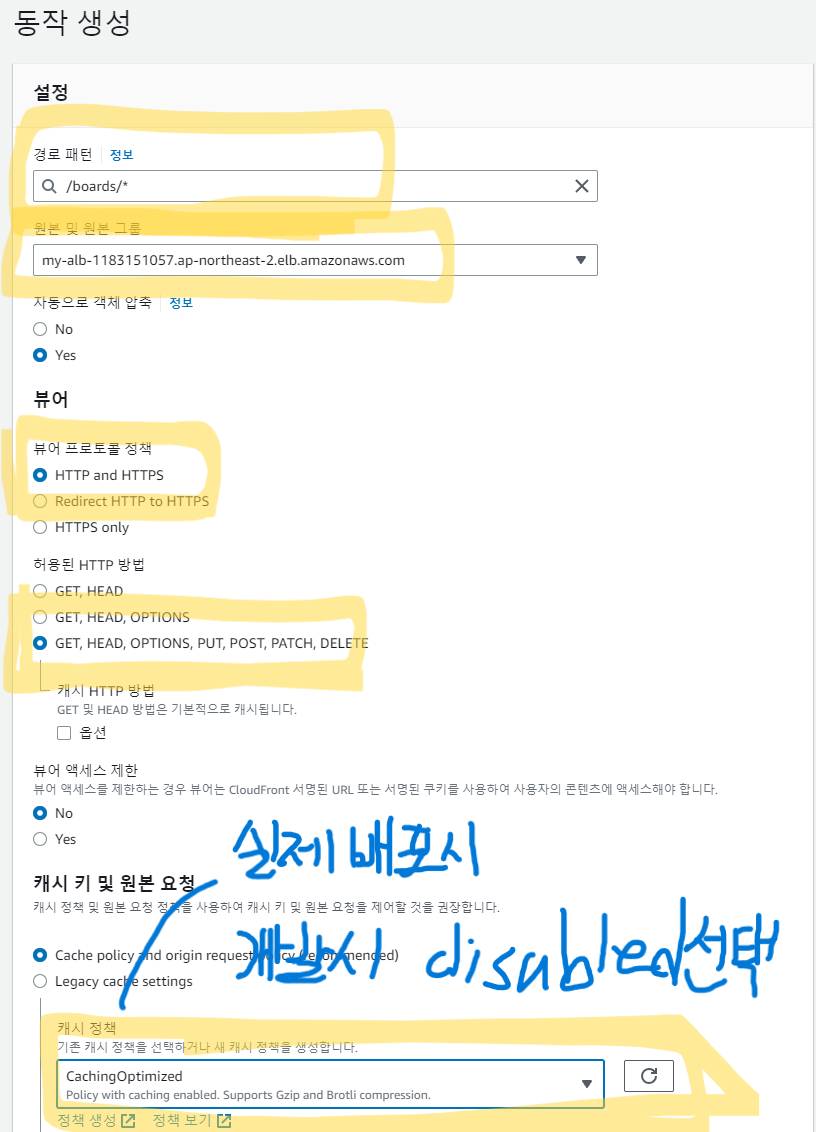 동작 생성
설정
경로 패턴 정보
/boards/*
원본 및 원본 그룹
my-alb-1183151057.ap-northeast-2.elb.amazonaws.com
자동으로 객체 압축 정보
No
Yes
뷰어
뷰어 프로토콜 정책
HTTP and HTTPS
Redirect HTTP to HTTPS
HTTPS only
허용된 HTTP 방법
GET, HEAD
GET, HEAD, OPTIONS
GET, HEAD, OPTIONS, PUT, POST, PATCH, DELETE
캐시 HTTP 방법
GET 및 HEAD 방법은 기본적으로 캐시됩니다.
옵션
뷰어 액세스 제한
뷰어 액세스를 제한하는 경우 뷰어는 CloudFront 서명된 URL 또는 서명된 쿠키를 사용하여 사용자의 콘텐츠에 액세스해야 합니다.
No
Yes
실제 배포시
캐시 키 및 원본 요청
캐시 정책 및 원본 요청 정책을 사용하여 캐시 키 및 원본 요청을 제어할 것을 권장합니다.
개발시 disabled선택
Cache policy and origin request policy (recommended)
Legacy cache settings
캐시 정책
기존 캐시 정책을 선택하거나 새 캐시 정책을 생성합니다.
CachingOptimized
Policy with caching enabled. Supports Gzip and Brotli compression.
정책 생성 정책 보기